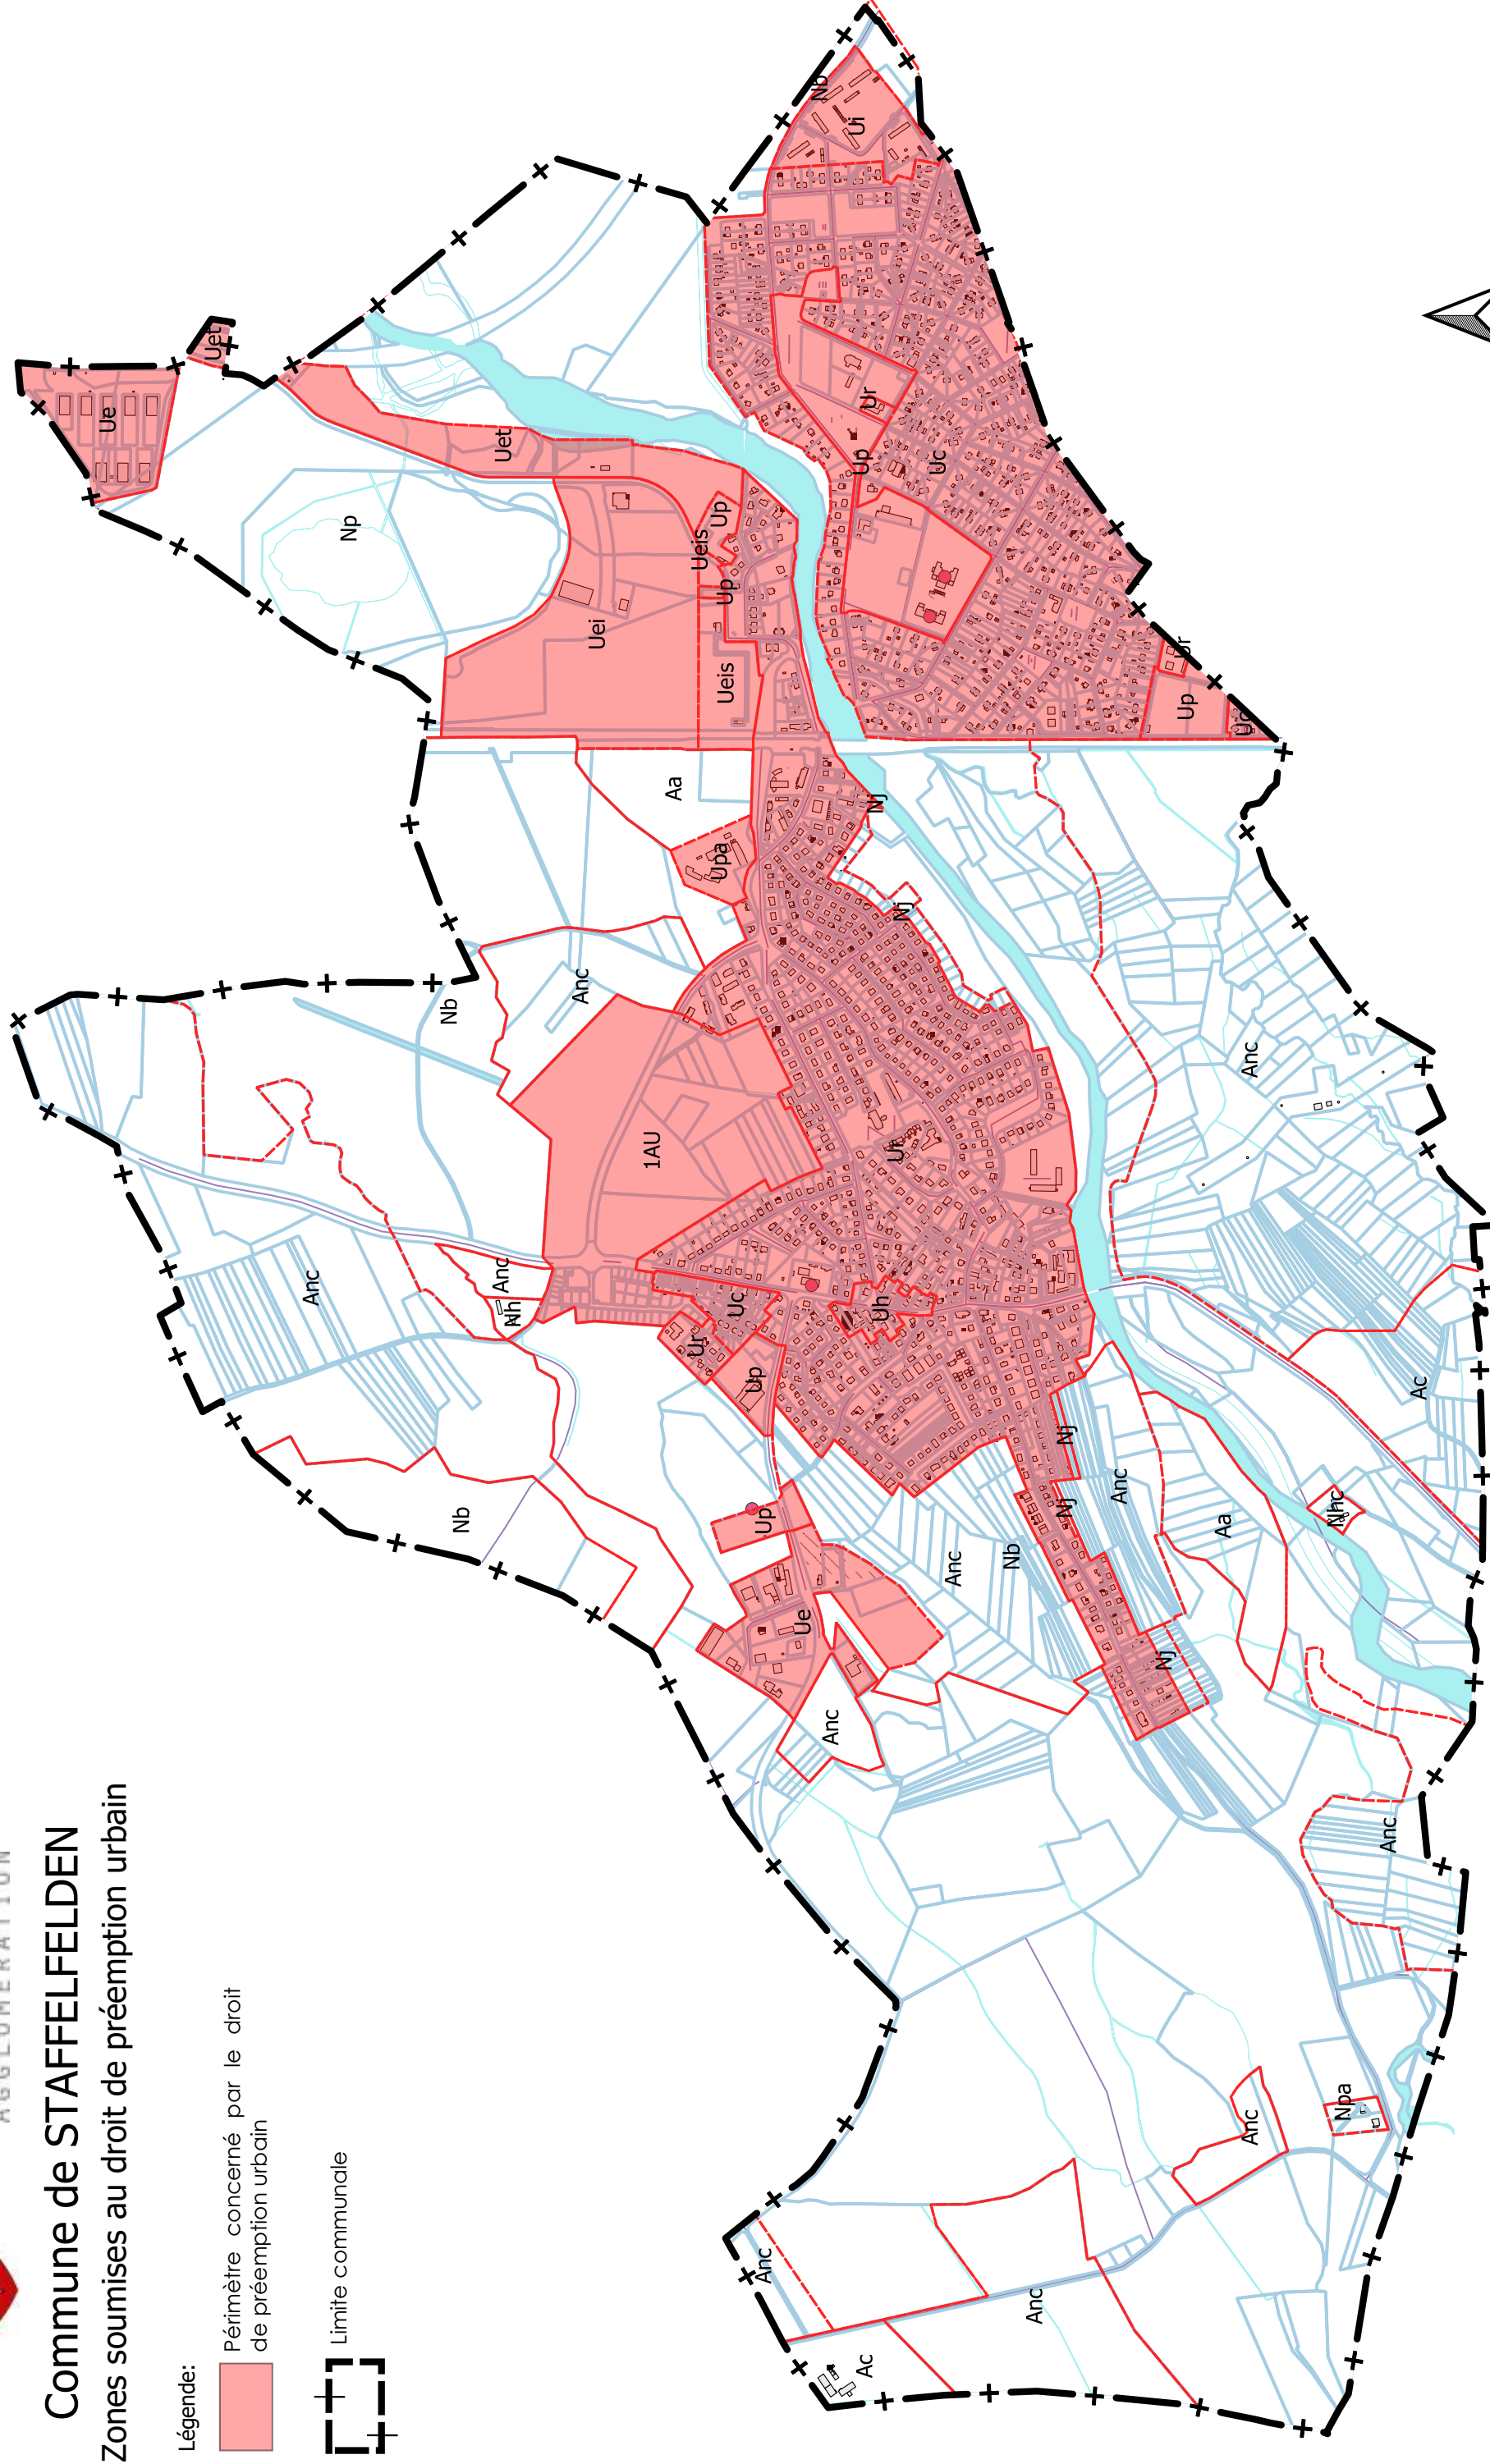 AGGLOMERATION
Commune de STAFFELFELDEN
Zones soumises au droit de préemption urbain
Légende:
Périmètre concerné par le droit
de préemption urbain
Limite communale
Ue
Uet
Np
Uet
Nb
Ui
Uei
Ueis
Up
Up
Ueis
Ur
Up
Uc
Ur
Up
Uc
Aa
Upa
Nj
Nj
Nb
Anc
Anc
1AU
Anc
Nh
Uc
Ur
Up
Uh
Ur
Anc
Ac
Nb
Up
Ue
Anc
Anc
Nb
Nj
Nj
Nj
Anc
Aa
Nhc
Anc
Anc
Npa
Anc
Anc
Ac